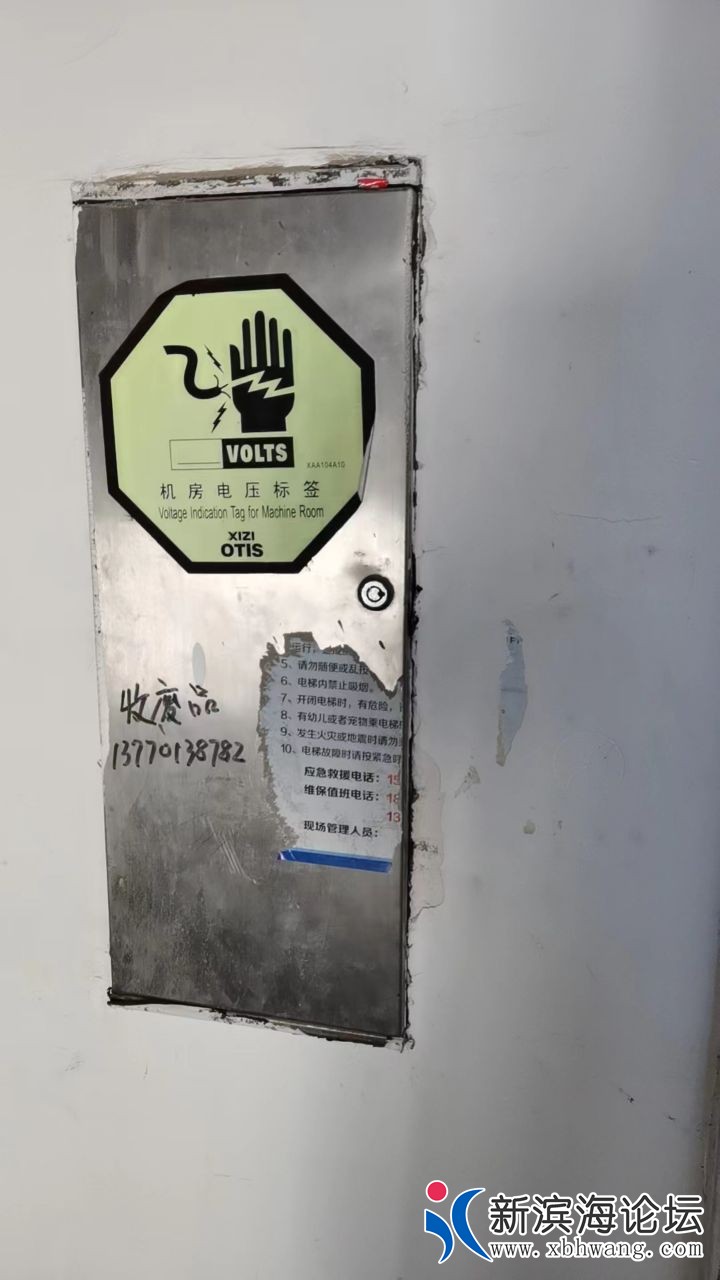 VOLTS
XAA104A10
机房电压标签
Voltage Indication Tag for Machine Room
XIZI
OTIS
运行，
5、请勿随便或乱按
6、电梯内禁止吸烟。
7、开闭电梯时，有危险，
8、有幼儿或者宠物乘电梯
9、发生火灾或地震时请勿
10、电梯故障时请按紧急呼
应急救援电话：15
维保值班电话：18
13
现场管理人员：
收废品
13770138782
新滨海论坛
www.xbhwang.com